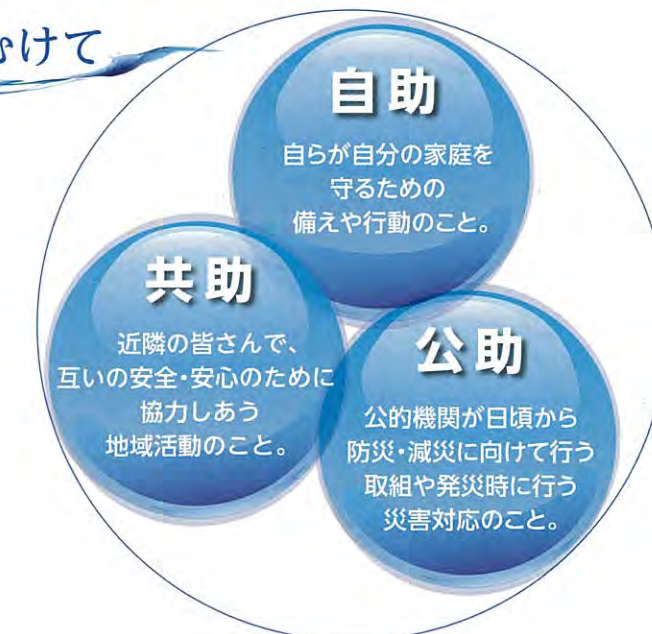 けて
自助
自らが自分の家庭を
守るための
備えや行動のこと。
共助
近隣の皆さんで、
互いの安全・安心のために
協力しあう
地域活動のこと。
公助
公的機関が日頃から
防災・減災に向けて行う
取組や発災時に行う
災害対応のこと。